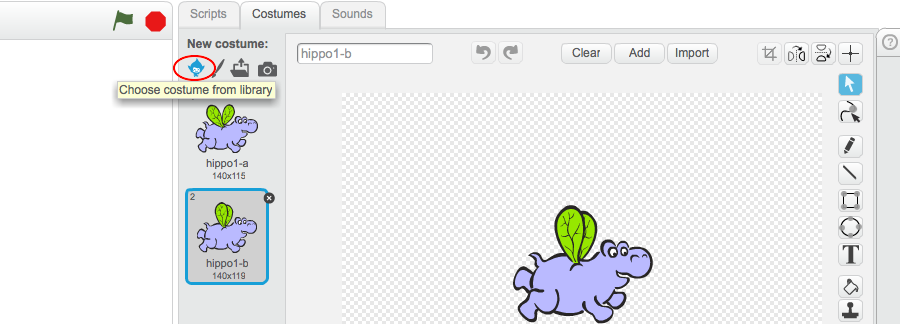 Scripts Costumes Sounds
New costume:
Choose costume from library
hippo1-a
140x115
2
hippo1-b
140x119
hippo1-b
Clear Add Import
T
?